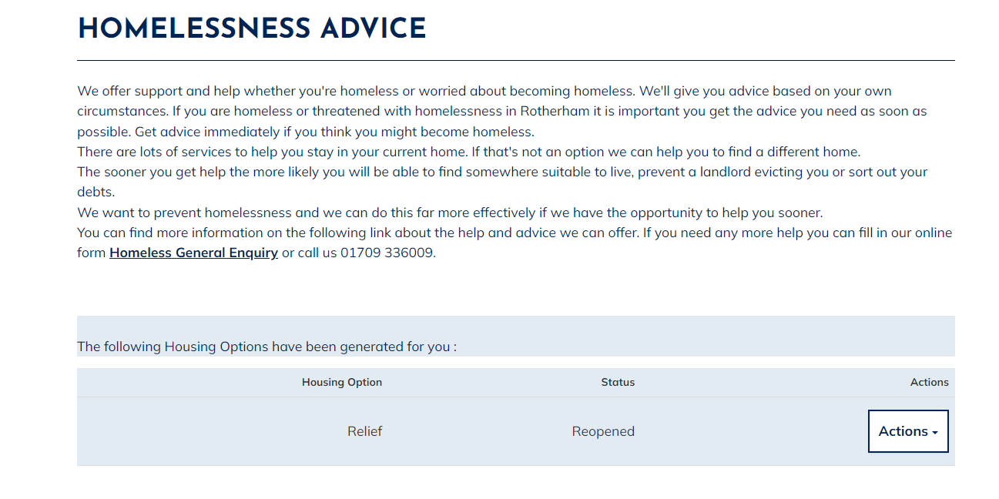 HOMELESSNESS ADVICE
We offer support and help whether you're homeless or worried about becoming homeless. We'll give you advice based on your own
circumstances. If you are homeless or threatened with homelessness in Rotherham it is important you get the advice you need as soon as
possible. Get advice immediately if you think you might become homeless.
There are lots of services to help you stay in your current home. If that's not an option we can help you to find a different home.
The sooner you get help the more likely you will be able to find somewhere suitable to live, prevent a landlord evicting you or sort out your
debts.
We want to prevent homelessness and we can do this far more effectively if we have the opportunity to help you sooner.
You can find more information on the following link about the help and advice we can offer. If you need any more help you can fill in our online
form Homeless General Enquiry or call us 01709 336009.
The following Housing Options have been generated for you :
Housing Option Status Actions
Relief Reopened Actions